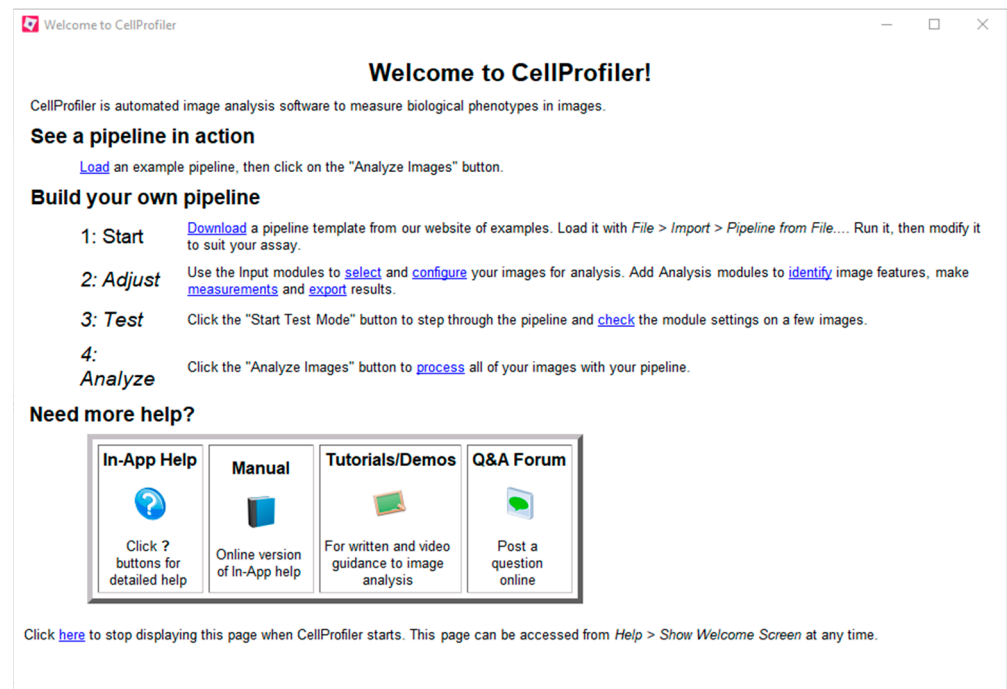 Welcome to CellProfiler
Welcome to CellProfiler!
CellProfiler is automated image analysis software to measure biological phenotypes in images.
See a pipeline in action
Load an example pipeline, then click on the "Analyze Images" button.
Build your own pipeline
1: Start
Download a pipeline template from our website of examples. Load it with File > Import > Pipeline from File.... Run it, then modify it
to suit your assay.
2: Adjust
Use the Input modules to select and configure your images for analysis. Add Analysis modules to identify image features, make
measurements and export results.
3: Test
Click the "Start Test Mode" button to step through the pipeline and check the module settings on a few images.
4:
Analyze
Click the "Analyze Images" button to process all of your images with your pipeline.
Need more help?
In-App Help
Click ?
buttons for
detailed help
Manual
Online version
of In-App help
Tutorials/Demos
For written and video
guidance to image
analysis
Q&A Forum
Post a
question
online
Click here to stop displaying this page when CellProfiler starts. This page can be accessed from Help > Show Welcome Screen at any time.